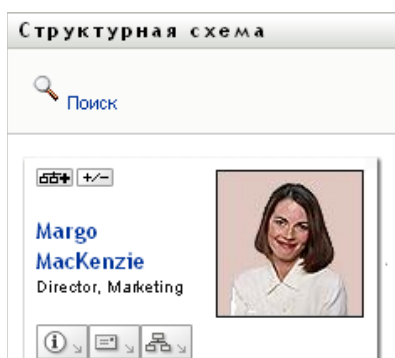 Структурная схема
Поиск
+/-
Margo
MacKenzie
Director, Marketing